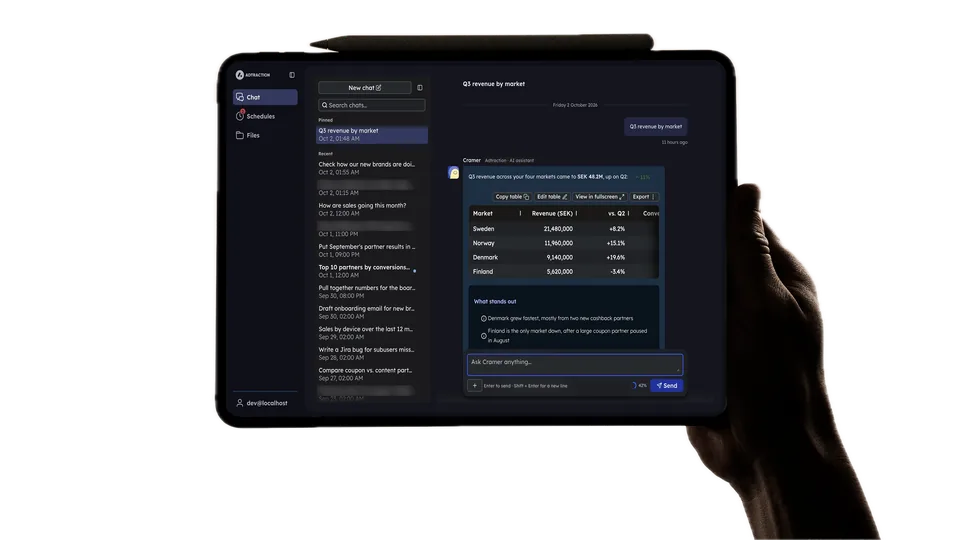 ADTRACTION
Chat
Schedules
Files
dev@localhost
New chat
Search chats...
Pinned
Q3 revenue by market
Oct 2, 01:48 AM
Recent
Check how our new brands are doi...
Oct 2, 01:55 AM
Oct 2, 01:15 AM
How are sales going this month?
Oct 2, 12:00 AM
Oct 1, 11:00 PM
Put September's partner results in ...
Oct 1, 09:00 PM
Top 10 partners by conversions...
Oct 1, 12:00 AM
Pull together numbers for the boar...
Sep 30, 08:00 PM
Draft onboarding email for new br...
Sep 30, 02:00 AM
Sales by device over the last 12 m...
Sep 29, 02:00 AM
Write a Jira bug for subusers miss...
Sep 28, 02:00 AM
Compare coupon vs. content part...
Sep 27, 02:00 AM
Q3 revenue by market
Friday 2 October 2026
Q3 revenue by market
11 hours ago
Cramer Adtraction · AI assistant
Q3 revenue across your four markets came to SEK 48.2M, up on Q2:
Copy table Edit table View in fullscreen Export
Market Revenue (SEK) vs. Q2 Conve
Sweden 21,480,000 +8.2%
Norway 11,960,000 +15.1%
Denmark 9,140,000 +19.6%
Finland 5,620,000 -3.4%
What stands out
Denmark grew fastest, mostly from two new cashback partners
Finland is the only market down, after a large coupon partner paused
in August
Ask Cramer anything...
+ Enter to send · Shift + Enter for a new line 42% Send